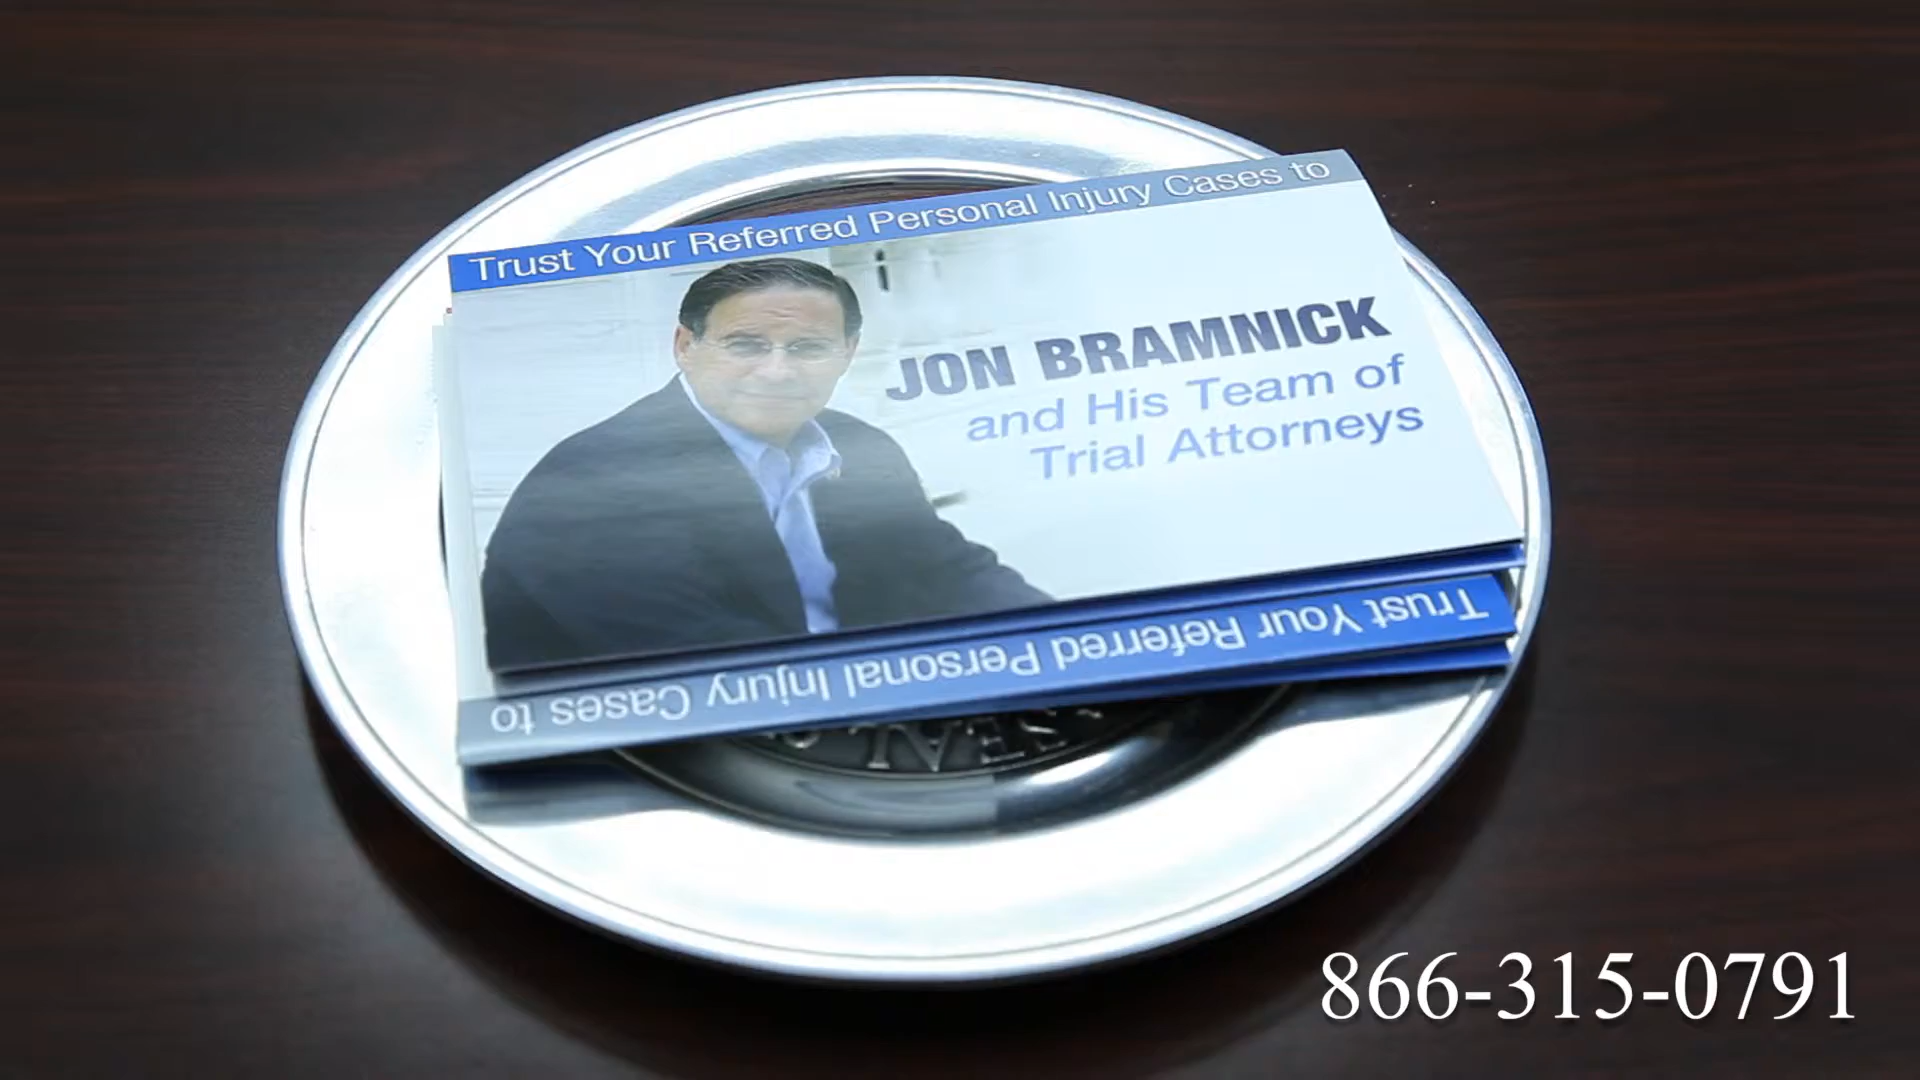 Trust Your Referred Personal Injury Cases to
JON BRAMNICK
and His Team of
Trial Attorneys
Trust Your Referred Personal Injury Cases to
866-315-0791